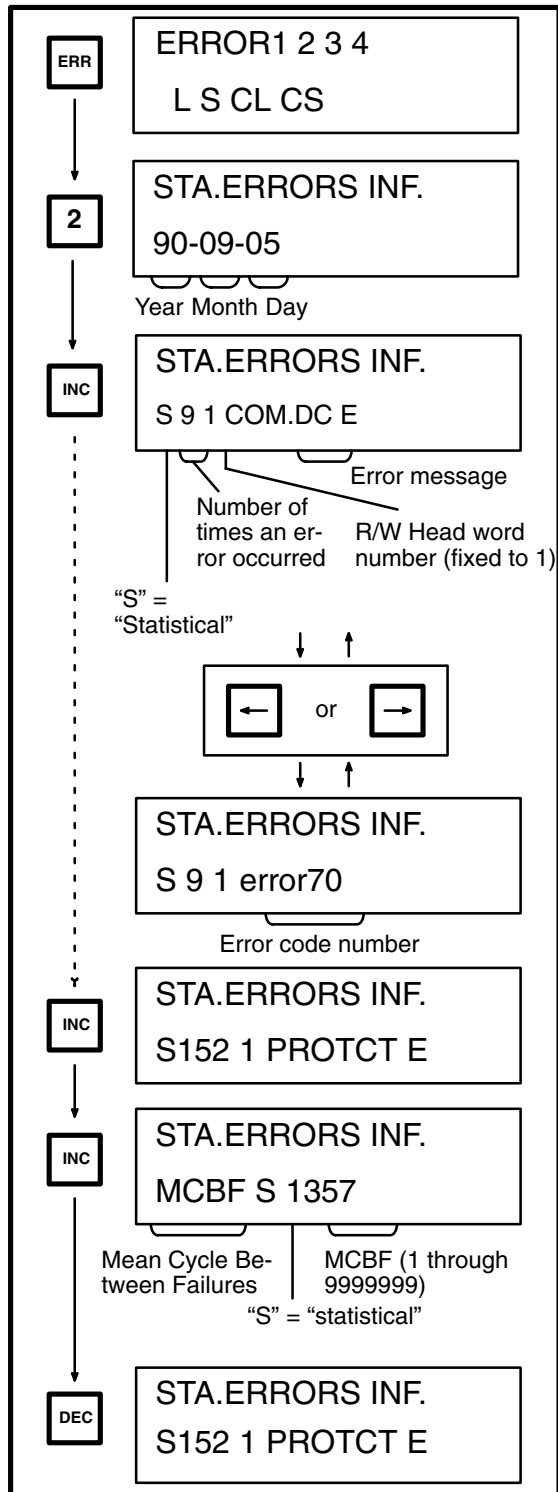 ERR
ERROR1 2 3 4
L S CL CS
2
STA.ERRORS INF.
90-09-05
Year Month Day
INC
STA.ERRORS INF.
S 9 1 COM.DC E
Error message
Number of
times an er-
ror occurred
R/W Head word
number (fixed to 1)
“S” =
“Statistical”
← or →
STA.ERRORS INF.
S 9 1 error70
Error code number
INC
STA.ERRORS INF.
S152 1 PROTCT E
INC
STA.ERRORS INF.
MCBF S 1357
Mean Cycle Be-
tween Failures
MCBF (1 through
9999999)
“S” = “statistical”
DEC
STA.ERRORS INF.
S152 1 PROTCT E